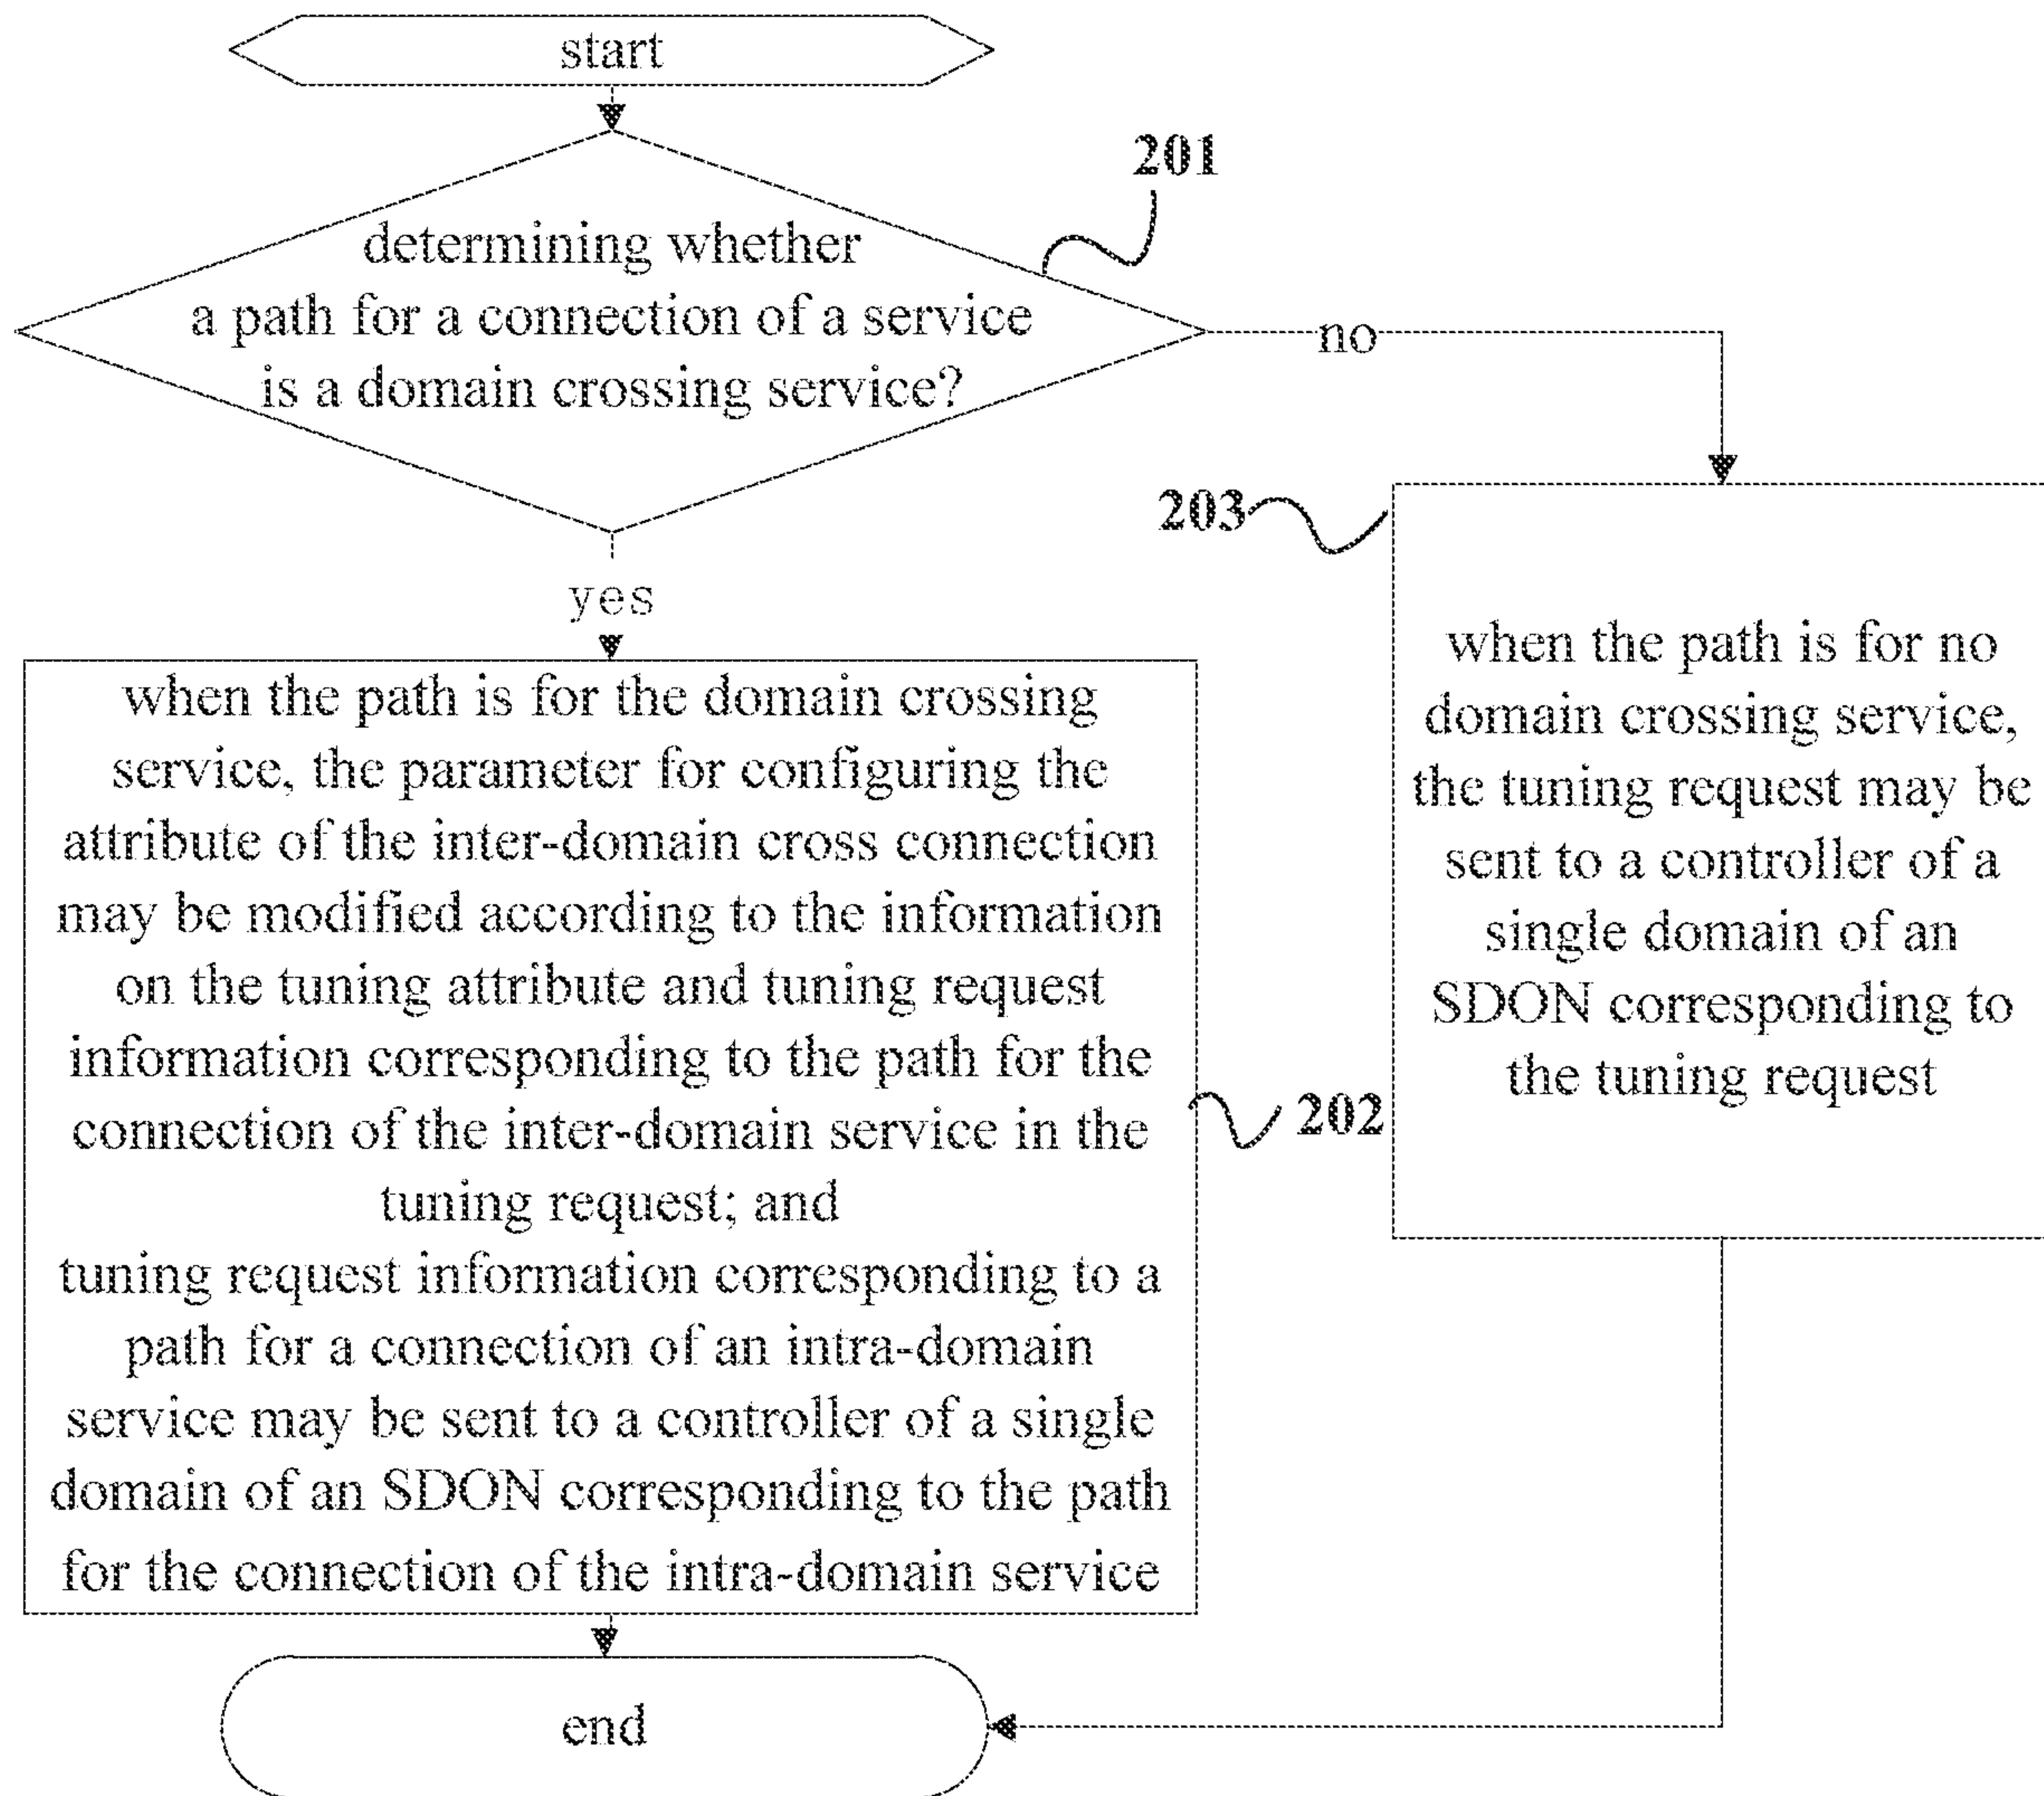 start
201
determining whether
a path for a connection of a service
is a domain crossing service?
no
yes
203
when the path is for no
domain crossing service,
the tuning request may be
sent to a controller of a
single domain of an
SDON corresponding to
the tuning request
when the path is for the domain crossing
service, the parameter for configuring the
attribute of the inter-domain cross connection
may be modified according to the information
on the tuning attribute and tuning request
information corresponding to the path for the
connection of the inter-domain service in the
tuning request; and
tuning request information corresponding to a
path for a connection of an intra-domain
service may be sent to a controller of a single
domain of an SDON corresponding to the path
for the connection of the intra-domain service
202
end